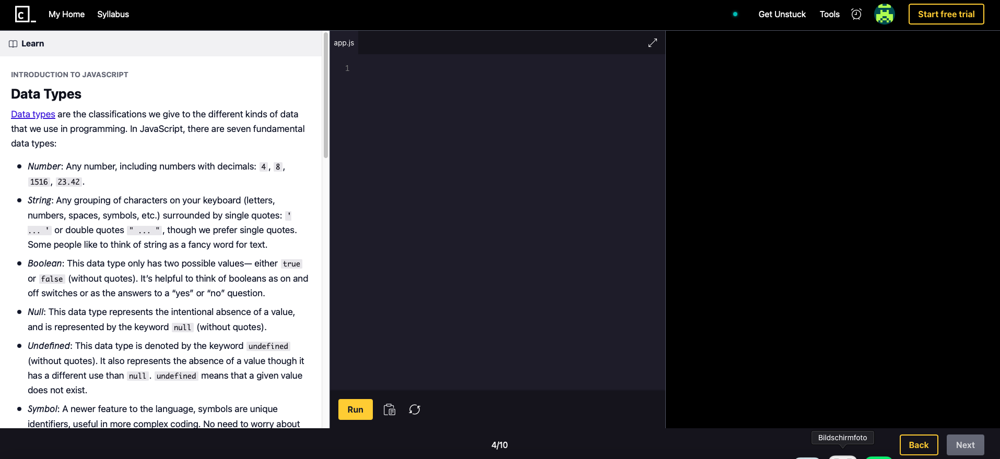 My Home
Syllabus
Get Unstuck
Tools
Start free trial
Learn
INTRODUCTION TO JAVASCRIPT
Data Types
Data types are the classifications we give to the different kinds of data
that we use in programming. In JavaScript, there are seven fundamental
data types:
Number: Any number, including numbers with decimals: 4, 8,
1516, 23.42.
String: Any grouping of characters on your keyboard (letters,
numbers, spaces, symbols, etc.) surrounded by single quotes: '
... ' or double quotes " ... ", though we prefer single quotes.
Some people like to think of string as a fancy word for text.
Boolean: This data type only has two possible values— either true
or false (without quotes). It’s helpful to think of booleans as on and
off switches or as the answers to a “yes” or “no” question.
Null: This data type represents the intentional absence of a value,
and is represented by the keyword null (without quotes).
Undefined: This data type is denoted by the keyword undefined
(without quotes). It also represents the absence of a value though it
has a different use than null. undefined means that a given value
does not exist.
Symbol: A newer feature to the language, symbols are unique
identifiers, useful in more complex coding. No need to worry about
app.js
1
Run
4/10
Bildschirmfoto
Back
Next